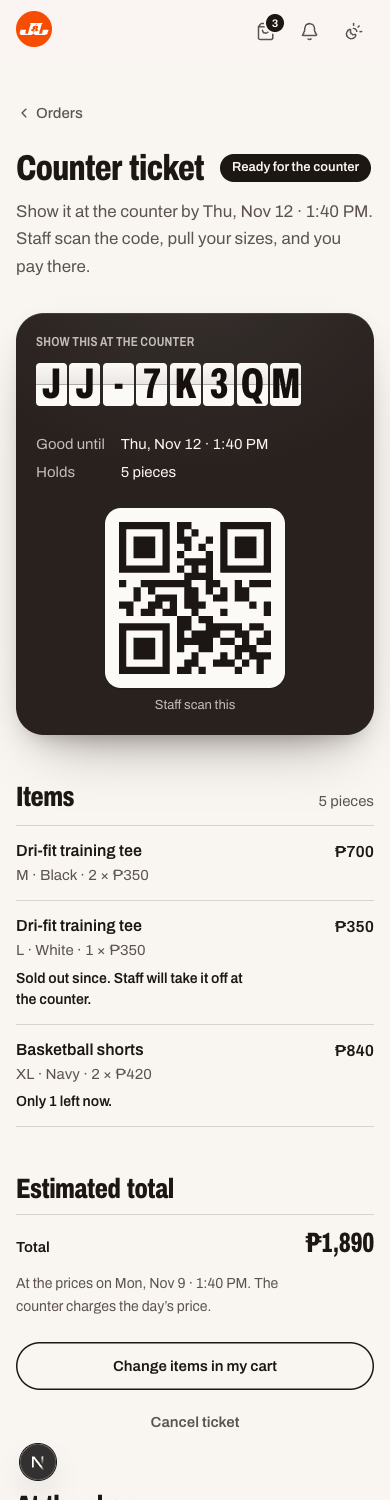 3
Orders
Counter ticket
Ready for the counter
Show it at the counter by Thu, Nov 12 · 1:40 PM.
Staff scan the code, pull your sizes, and you
pay there.
SHOW THIS AT THE COUNTER
JJ-7K3QM
Good until Thu, Nov 12 · 1:40 PM
Holds 5 pieces
Staff scan this
Items 5 pieces
Dri-fit training tee ₱700
M · Black · 2 × ₱350
Dri-fit training tee ₱350
L · White · 1 × ₱350
Sold out since. Staff will take it off at
the counter.
Basketball shorts ₱840
XL · Navy · 2 × ₱420
Only 1 left now.
Estimated total
Total ₱1,890
At the prices on Mon, Nov 9 · 1:40 PM. The
counter charges the day’s price.
Change items in my cart
Cancel ticket
N